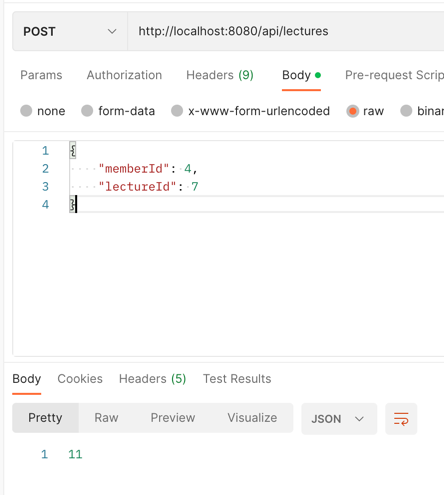 POST http://localhost:8080/api/lectures
Params Authorization Headers (9) Body Pre-request Scrip
none form-data x-www-form-urlencoded raw binar
1 {
2 "memberId": 4,
3 "lectureId": 7
4 }
Body Cookies Headers (5) Test Results
Pretty Raw Preview Visualize JSON
1 11